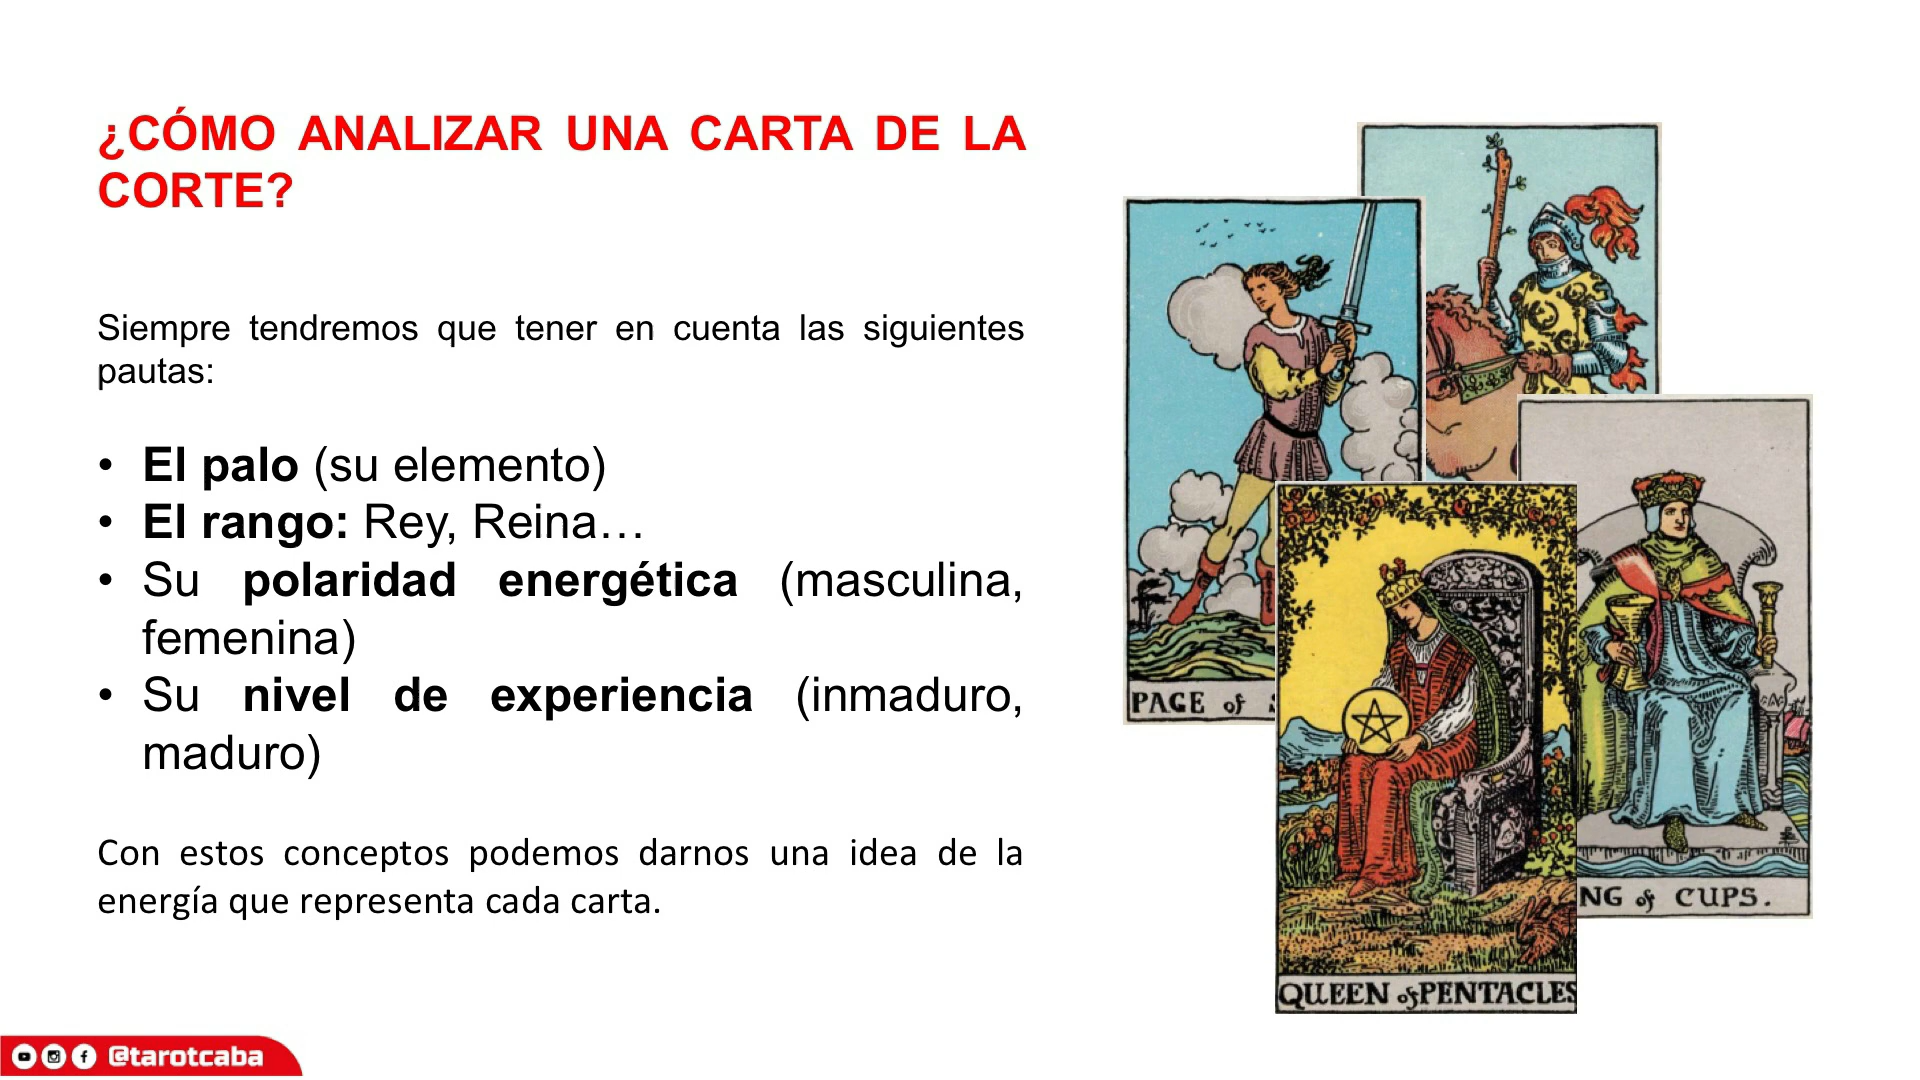 ¿CÓMO ANALIZAR UNA CARTA DE LA
CORTE?
Siempre tendremos que tener en cuenta las siguientes
pautas:
• El palo (su elemento)
• El rango: Rey, Reina…
• Su polaridad energética (masculina,
femenina)
• Su nivel de experiencia (inmaduro,
maduro)
Con estos conceptos podemos darnos una idea de la
energía que representa cada carta.
PAGE of
NG of CUPS.
QUEEN of PENTACLES
@tarotcaba